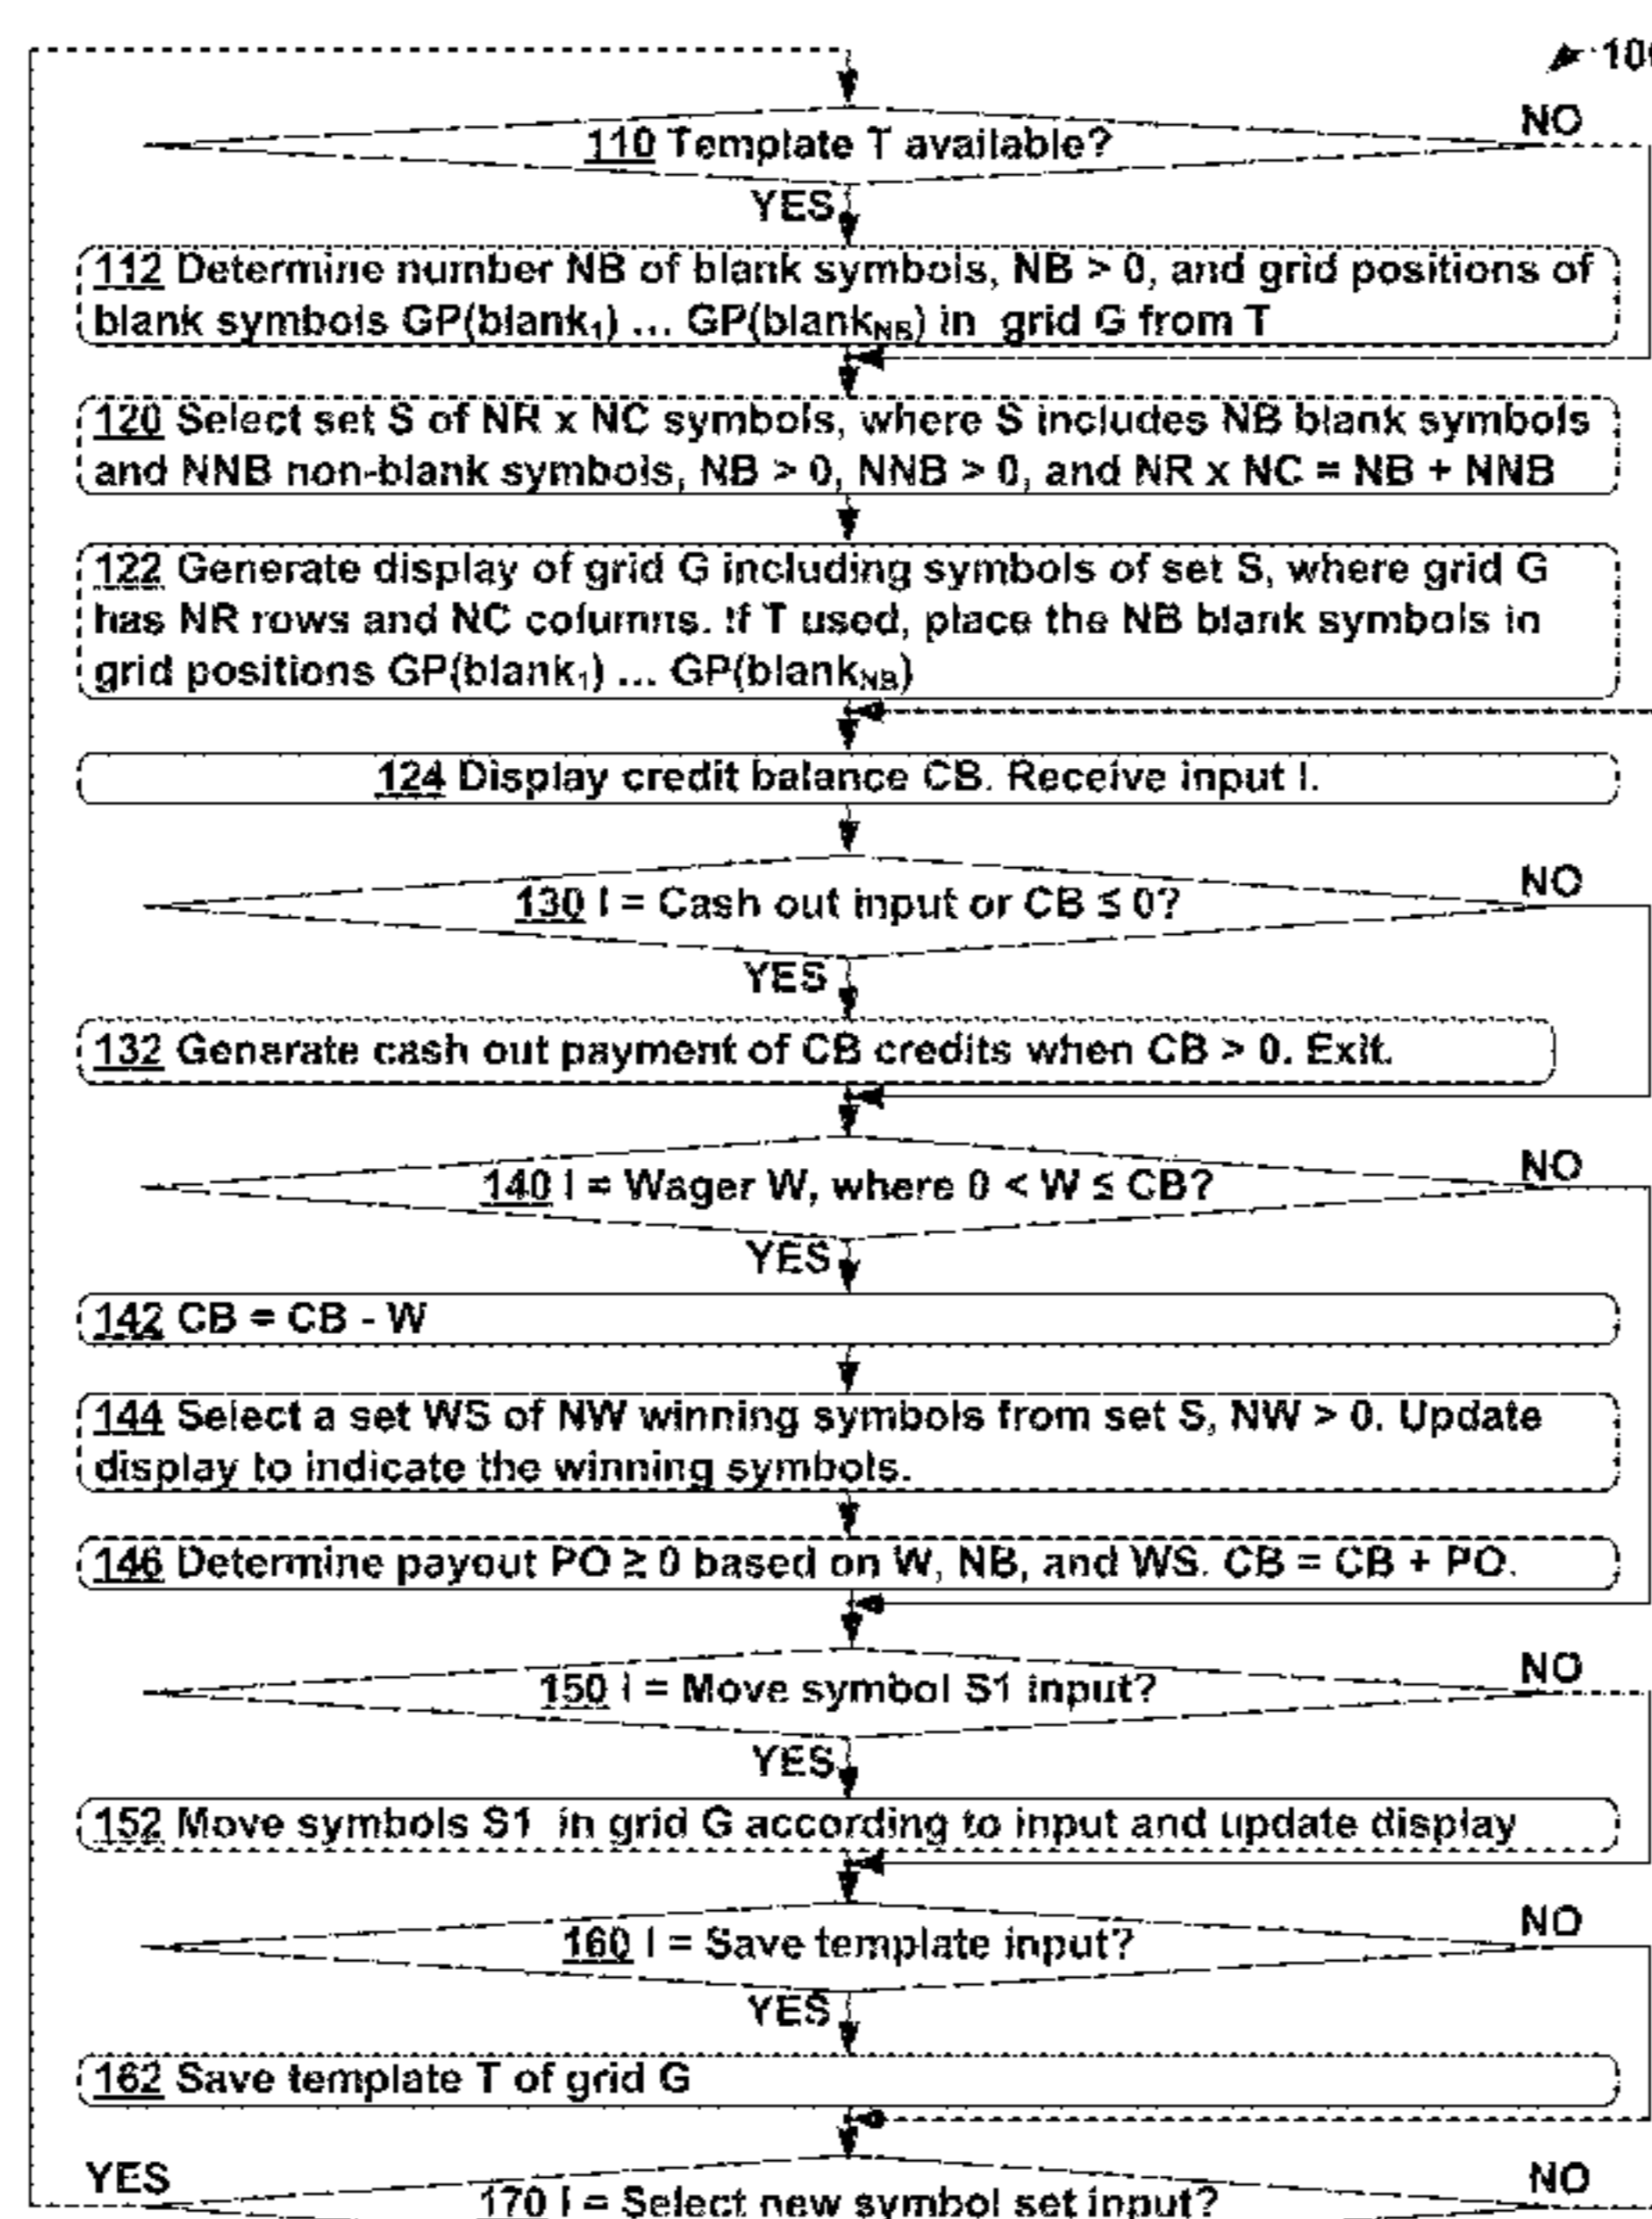 10
110 Template T available?
NO
YES
112 Determine number NB of blank symbols, NB > 0, and grid positions of
blank symbols GP(blank₁) ... GP(blank_NB) in grid G from T
120 Select set S of NR x NC symbols, where S includes NB blank symbols
and NNB non-blank symbols, NB > 0, NNB > 0, and NR x NC = NB + NNB
122 Generate display of grid G including symbols of set S, where grid G
has NR rows and NC columns. If T used, place the NB blank symbols in
grid positions GP(blank₁) ... GP(blank_NB)
124 Display credit balance CB. Receive input I.
130 I = Cash out input or CB ≤ 0?
NO
YES
132 Generate cash out payment of CB credits when CB > 0. Exit.
140 I = Wager W, where 0 < W ≤ CB?
NO
YES
142 CB = CB - W
144 Select a set WS of NW winning symbols from set S, NW > 0. Update
display to indicate the winning symbols.
146 Determine payout PO ≥ 0 based on W, NB, and WS. CB = CB + PO.
150 I = Move symbol S1 input?
NO
YES
152 Move symbols S1 in grid G according to input and update display
160 I = Save template input?
NO
YES
162 Save template T of grid G
YES
170 I = Select new symbol set input?
NO